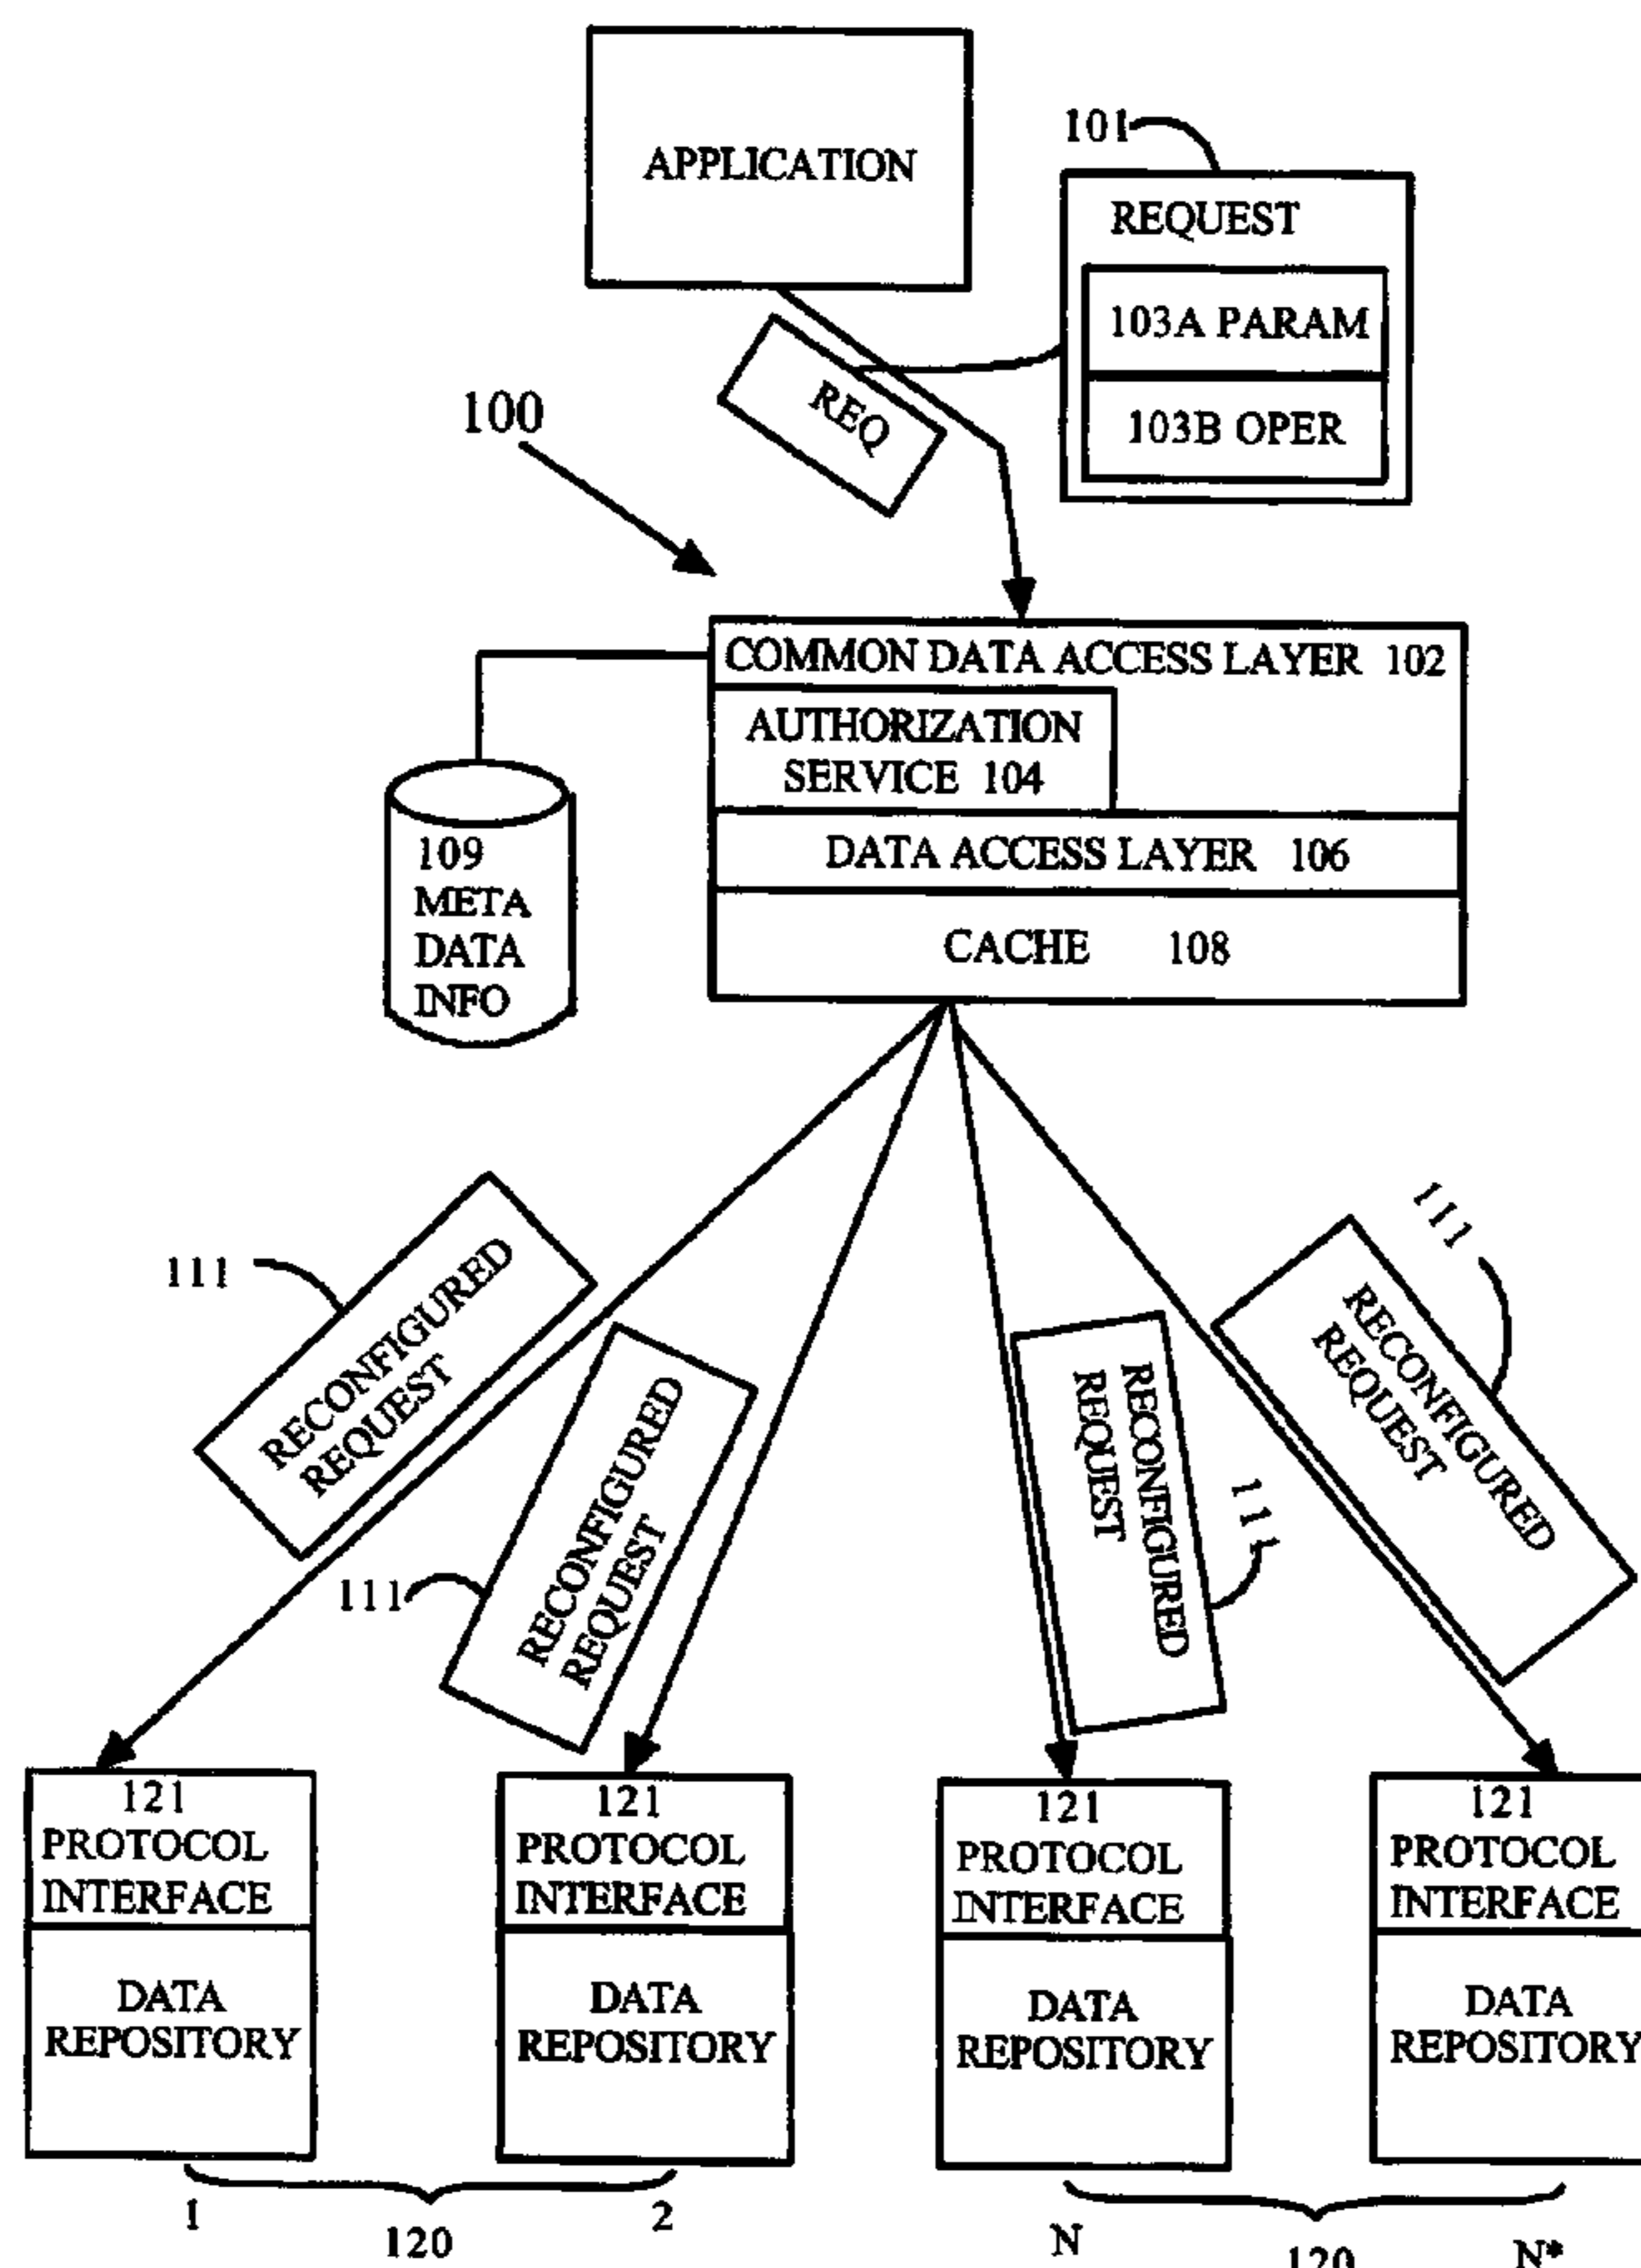 APPLICATION
101
REQUEST
103A PARAM
103B OPER
REQ
100
COMMON DATA ACCESS LAYER 102
AUTHORIZATION
SERVICE 104
DATA ACCESS LAYER 106
CACHE 108
109
META
DATA
INFO
111
RECONFIGURED
REQUEST
111
RECONFIGURED
REQUEST
111
RECONFIGURED
REQUEST
111
RECONFIGURED
REQUEST
121
PROTOCOL
INTERFACE
DATA
REPOSITORY
121
PROTOCOL
INTERFACE
DATA
REPOSITORY
121
PROTOCOL
INTERFACE
DATA
REPOSITORY
121
PROTOCOL
INTERFACE
DATA
REPOSITORY
1
120
2
N
120
N*